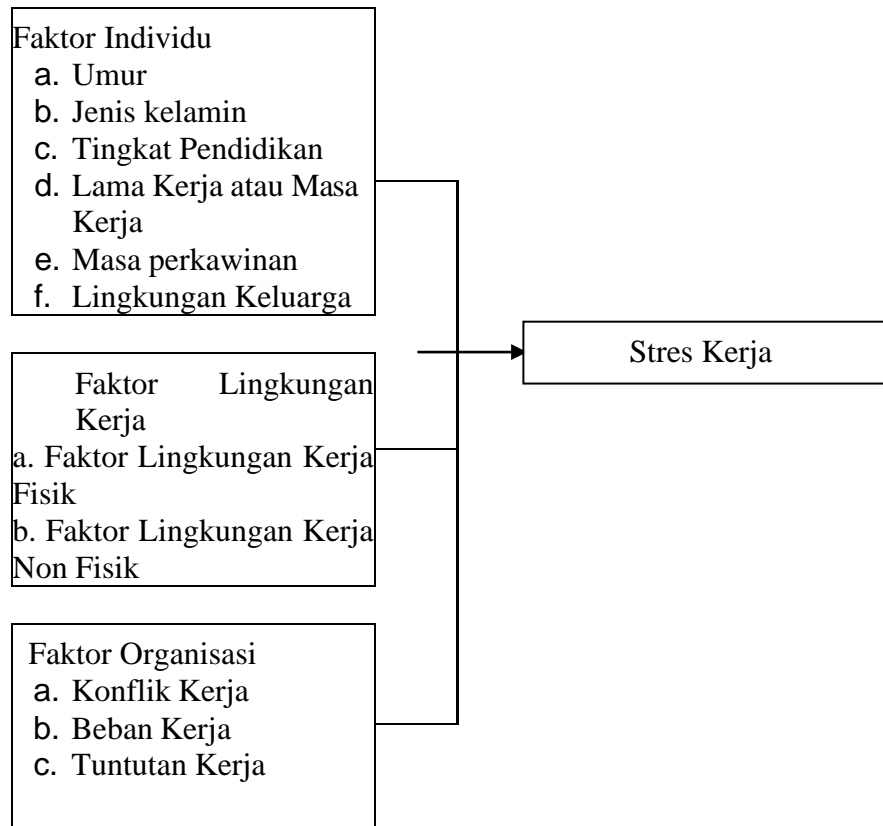 Faktor Individu
a. Umur
b. Jenis kelamin
c. Tingkat Pendidikan
d. Lama Kerja atau Masa
Kerja
e. Masa perkawinan
f. Lingkungan Keluarga
Stres Kerja
Faktor Lingkungan
Kerja
a. Faktor Lingkungan Kerja
Fisik
b. Faktor Lingkungan Kerja
Non Fisik
Faktor Organisasi
a. Konflik Kerja
b. Beban Kerja
c. Tuntutan Kerja